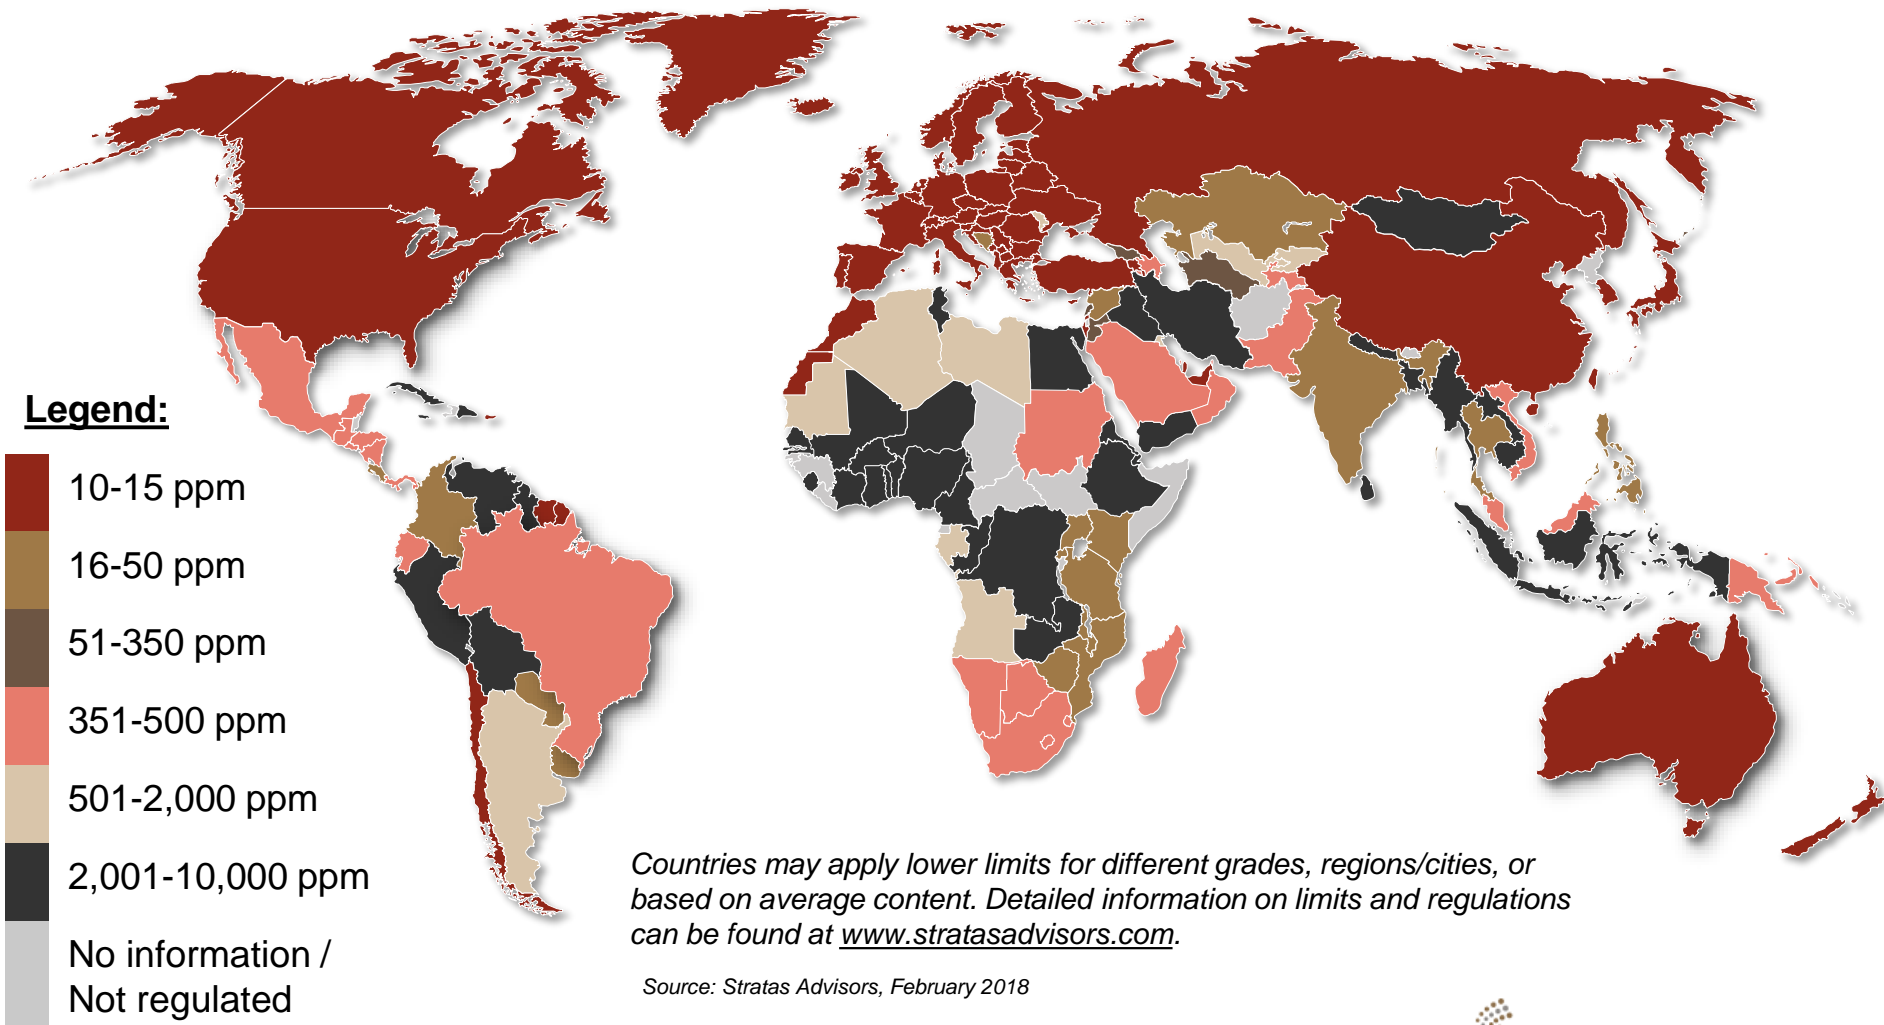 Legend:
10-15 ppm
16-50 ppm
51-350 ppm
351-500 ppm
501-2,000 ppm
2,001-10,000 ppm
No information /
Not regulated
Countries may apply lower limits for different grades, regions/cities, or
based on average content. Detailed information on limits and regulations
can be found at www.stratasadvisors.com.
Source: Stratas Advisors, February 2018